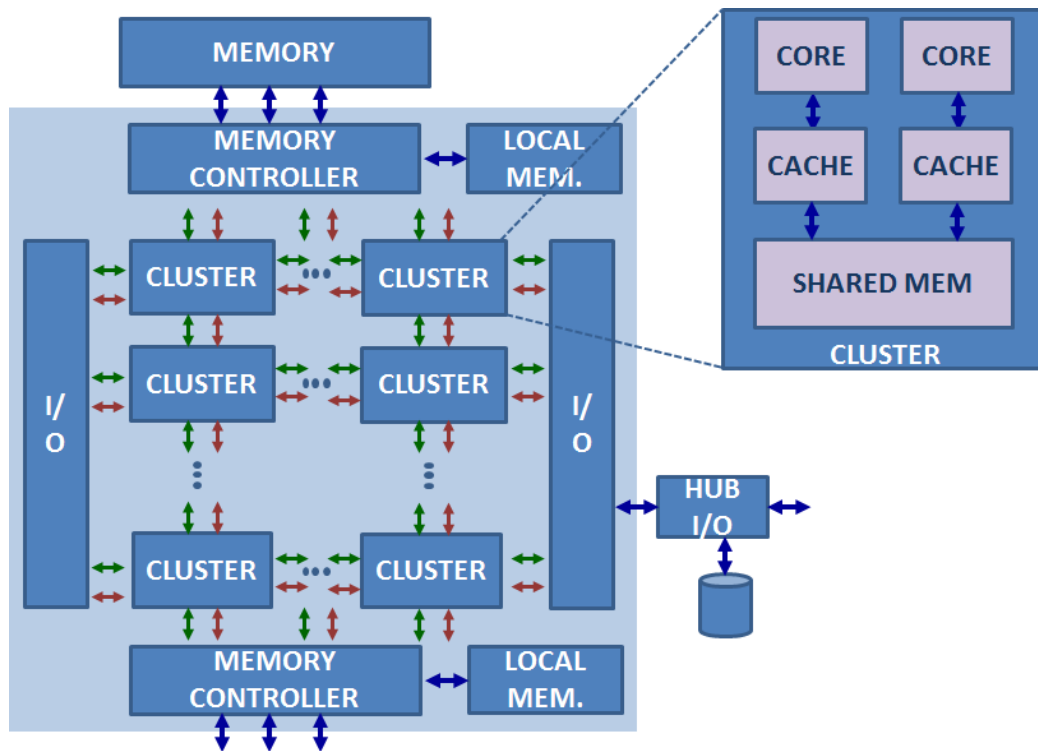 MEMORY
MEMORY
CONTROLLER
LOCAL
MEM.
CORE
CORE
CACHE
CACHE
SHARED MEM
CLUSTER
I/
O
CLUSTER
CLUSTER
CLUSTER
CLUSTER
CLUSTER
CLUSTER
I/
O
HUB
I/O
MEMORY
CONTROLLER
LOCAL
MEM.